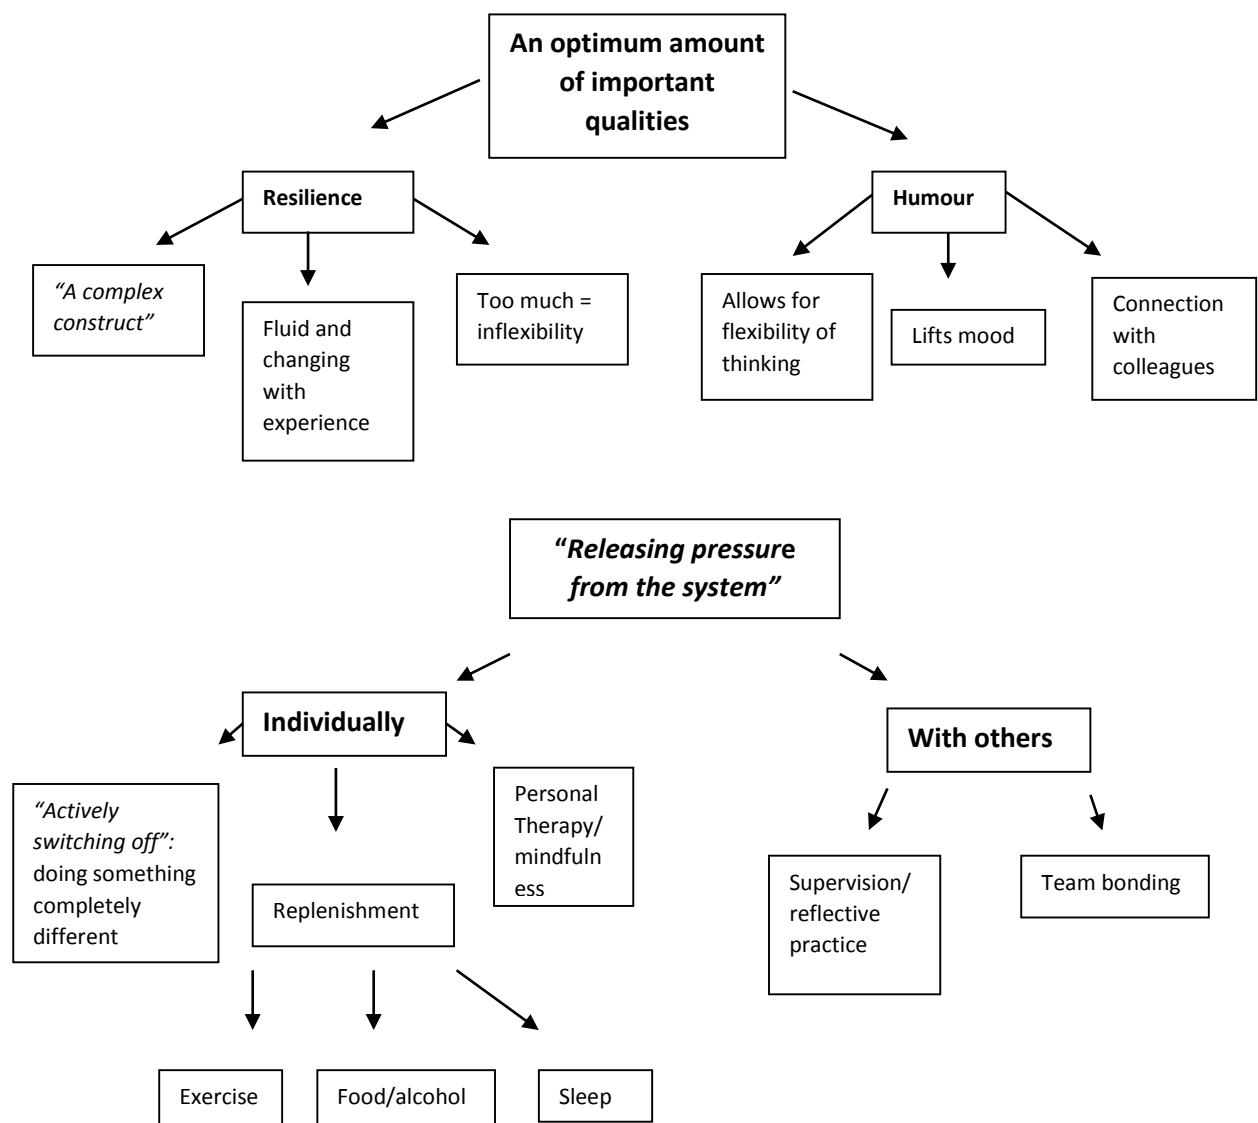 An optimum amount
of important
qualities
Resilience
Humour
“A complex
construct”
Fluid and
changing
with
experience
Too much =
inflexibility
Allows for
flexibility of
thinking
Lifts mood
Connection
with
colleagues
“Releasing pressure
from the system”
Individually
With others
“Actively
switching off”:
doing something
completely
different
Replenishment
Personal
Therapy/
mindfuln
ess
Supervision/
reflective
practice
Team bonding
Exercise
Food/alcohol
Sleep